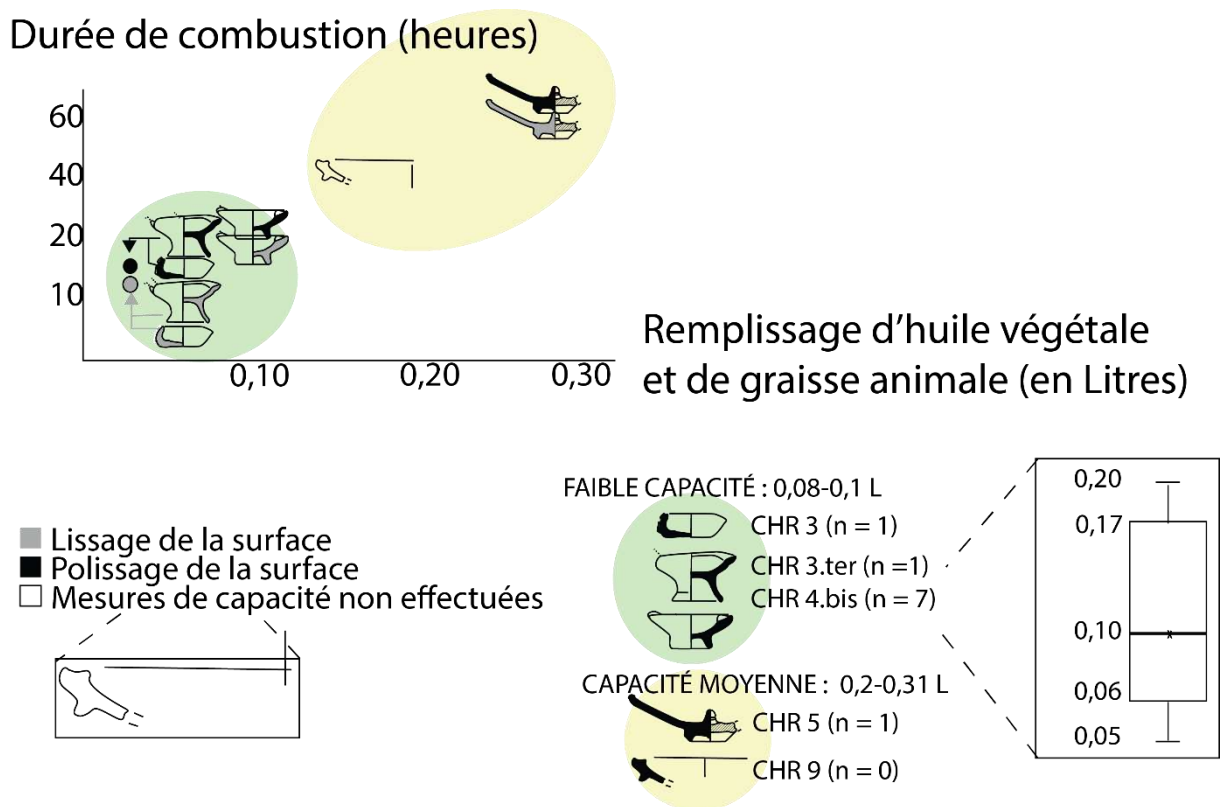 Durée de combustion (heures)
60
40
20
10
0,10 0,20 0,30
Remplissage d’huile végétale
et de graisse animale (en Litres)
Lissage de la surface
Polissage de la surface
Mesures de capacité non effectuées
FAIBLE CAPACITÉ : 0,08-0,1 L
CHR 3 (n = 1)
CHR 3.ter (n =1)
CHR 4.bis (n = 7)
CAPACITÉ MOYENNE : 0,2-0,31 L
CHR 5 (n = 1)
CHR 9 (n = 0)
0,20
0,17
0,10
0,06
0,05